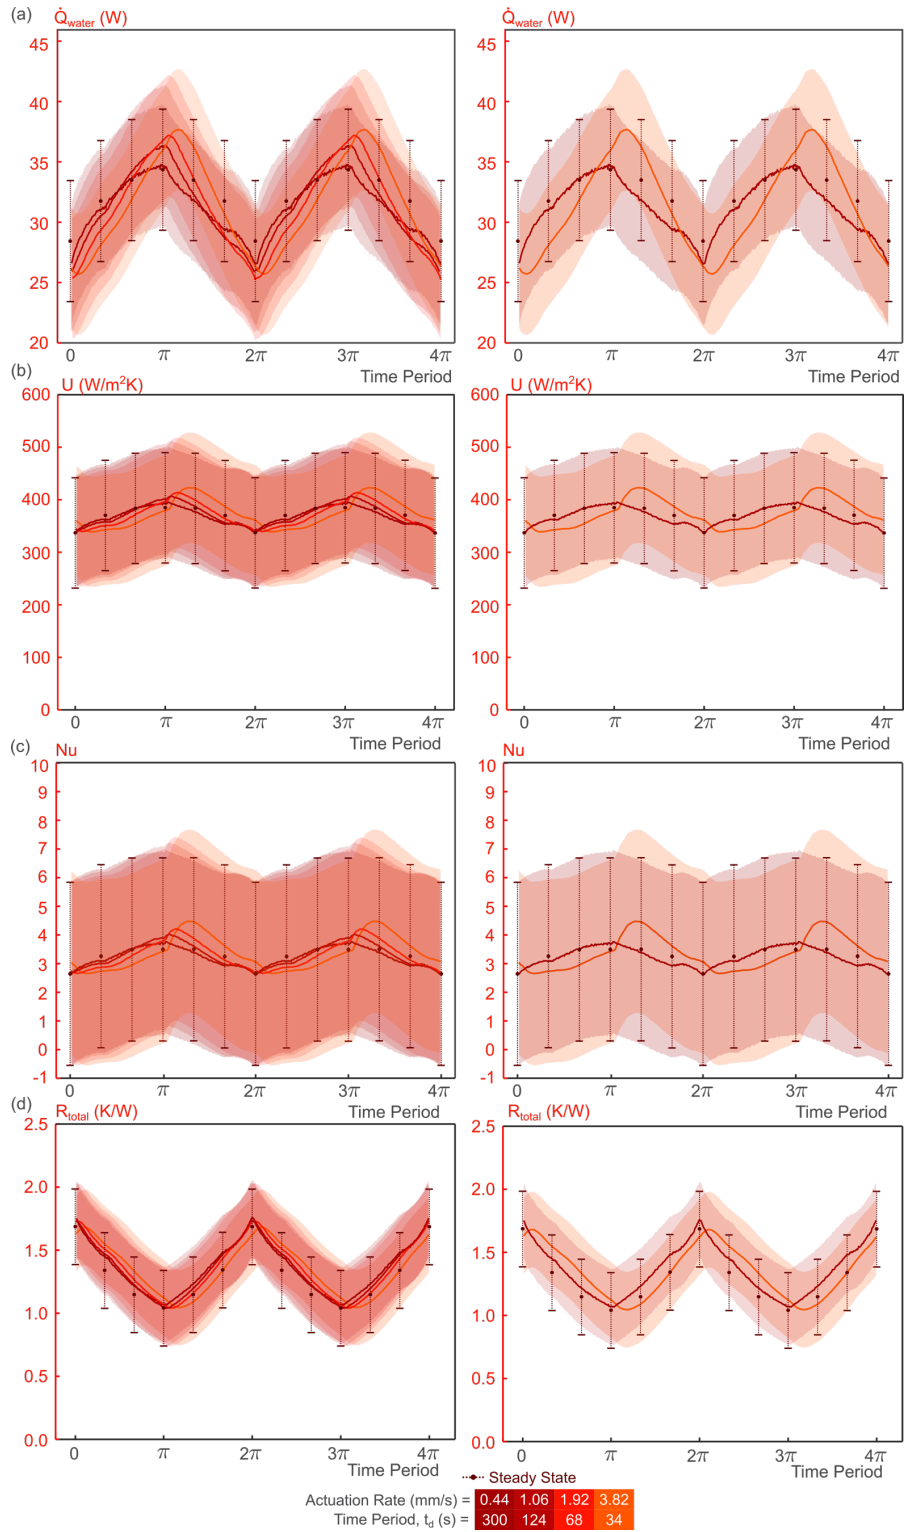 (a) Q̇water (W) Q̇water (W)
45 45
40 40
35 35
30 30
25 25
20 20
0 π 2π 3π 4π 0 π 2π 3π 4π
Time Period Time Period
(b) U (W/m²K) U (W/m²K)
600 600
500 500
400 400
300 300
200 200
100 100
0 0
0 π 2π 3π 4π 0 π 2π 3π 4π
Time Period Time Period
(c) Nu Nu
10 10
9 9
8 8
7 7
6 6
5 5
4 4
3 3
2 2
1 1
0 0
-1 -1
0 π 2π 3π 4π 0 π 2π 3π 4π
Time Period Time Period
(d) Rtotal (K/W) Rtotal (K/W)
2.5 2.5
2.0 2.0
1.5 1.5
1.0 1.0
0.5 0.5
0.0 0.0
0 π 2π 3π 4π 0 π 2π 3π 4π
Time Period Time Period
Steady State
Actuation Rate (mm/s) = 0.44 1.06 1.92 3.82
Time Period, td (s) = 300 124 68 34